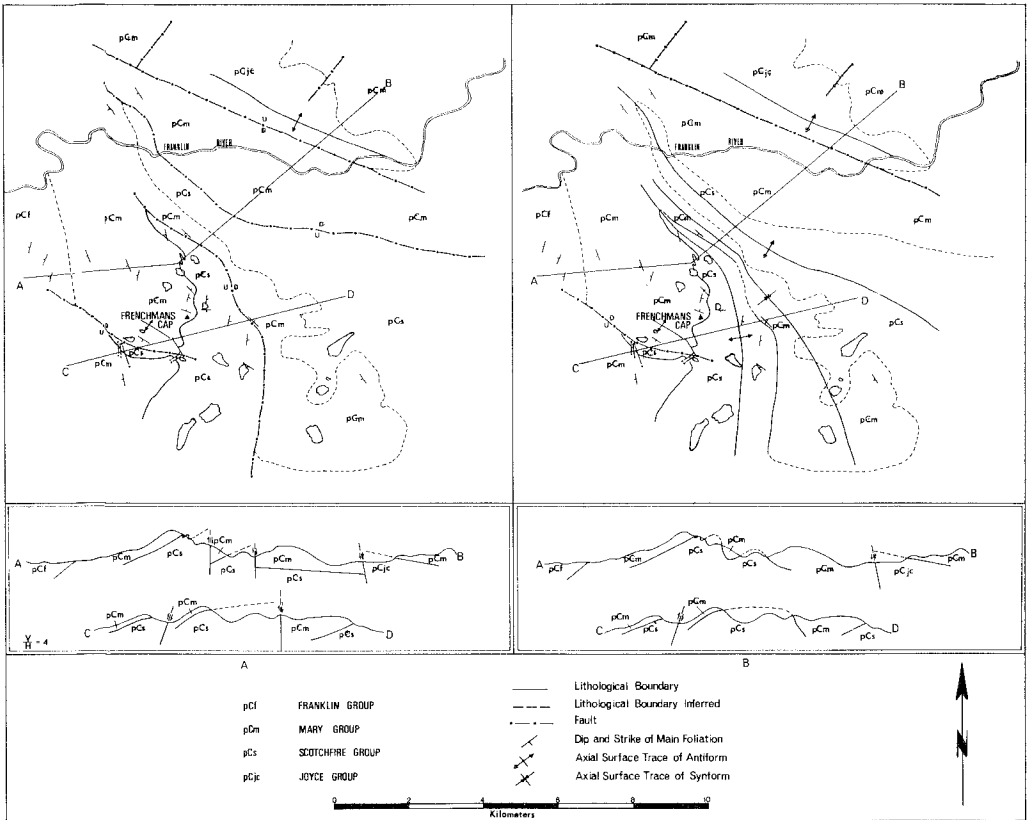 pCm
pCjc
B
pCm
U
D
pCm
FRANKLIN RIVER
pCs
pCm
pCf
pCm
pCm
pCm
D
U
A
pCs
U D
D
pCm
FRENCHMANS
CAP
D
U
pCm
pCs
pCs
pCm
C
pCs
pCm
pCm
pCjc
B
pCm
pCm
FRANKLIN RIVER
pCs
pCm
pCf
pCm
pCm
pCm
A
pCs
D
pCm
FRENCHMANS
CAP
D
U
pCm
pCs
pCs
pCm
C
pCs
pCm
A
pCf
pCm
pCs
pCm
pCs
pCm
pCs
pCjc
pCm
B
C
pCm
pCs
pCm
pCs
pCm
pCs
D
V/H = 4
A
pCf
pCm
pCs
pCm
pCs
pCm
pCjc
pCm
B
C
pCm
pCs
pCm
pCs
pCm
pCs
D
A
B
pCf FRANKLIN GROUP
pCm MARY GROUP
pCs SCOTCHFIRE GROUP
pCjc JOYCE GROUP
Lithological Boundary
Lithological Boundary Inferred
Fault
Dip and Strike of Main Foliation
Axial Surface Trace of Antiform
Axial Surface Trace of Synform
0 2 4 6 8 10
Kilometers
N